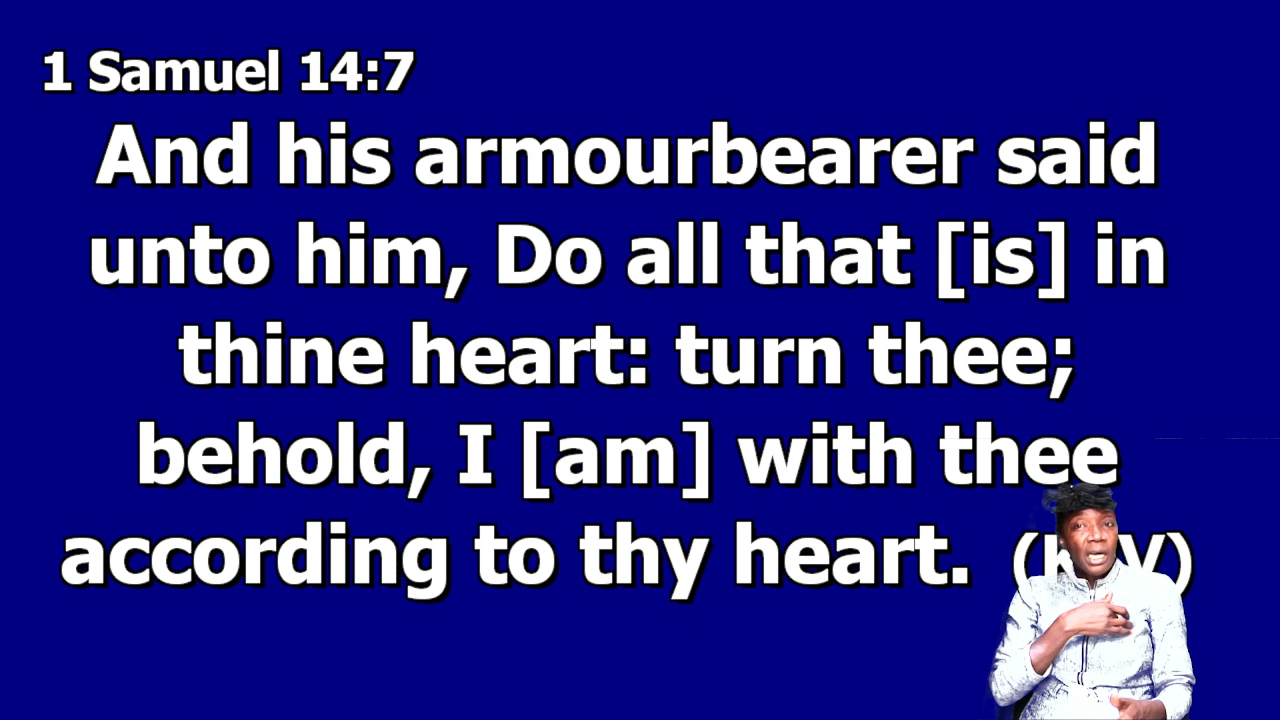 1 Samuel 14:7
And his armourbearer said
unto him, Do all that [is] in
thine heart: turn thee;
behold, I [am] with thee
according to thy heart.